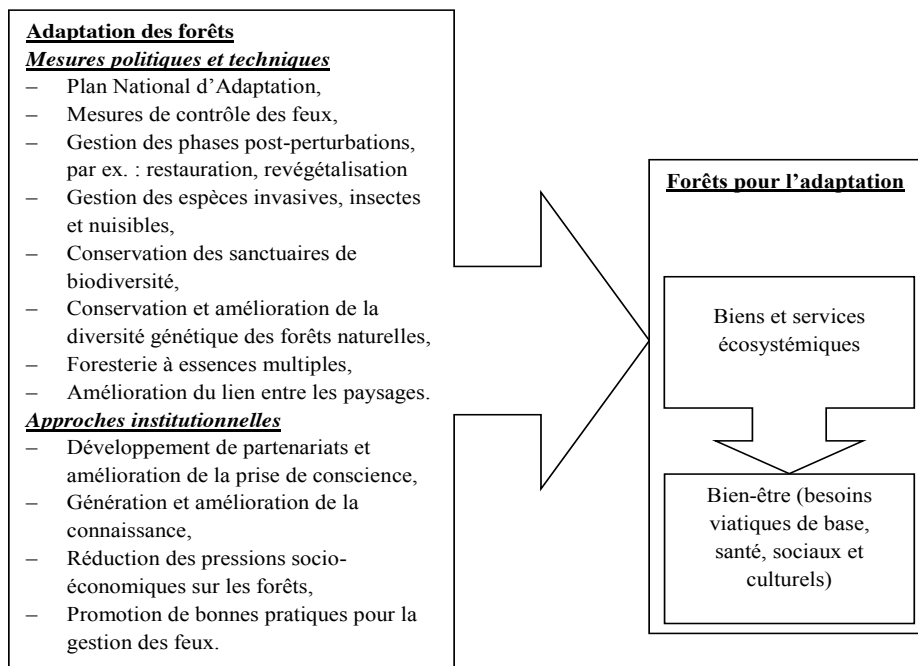 Adaptation des forêts
Mesures politiques et techniques
– Plan National d’Adaptation,
– Mesures de contrôle des feux,
– Gestion des phases post-perturbations,
par ex. : restauration, revégétalisation
– Gestion des espèces invasives, insectes
et nuisibles,
– Conservation des sanctuaires de
biodiversité,
– Conservation et amélioration de la
diversité génétique des forêts naturelles,
– Foresterie à essences multiples,
– Amélioration du lien entre les paysages.
Approches institutionnelles
– Développement de partenariats et
amélioration de la prise de conscience,
– Génération et amélioration de la
connaissance,
– Réduction des pressions socio-
économiques sur les forêts,
– Promotion de bonnes pratiques pour la
gestion des feux.
Forêts pour l’adaptation
Biens et services
écosystémiques
Bien-être (besoins
viatiques de base,
santé, sociaux et
culturels)